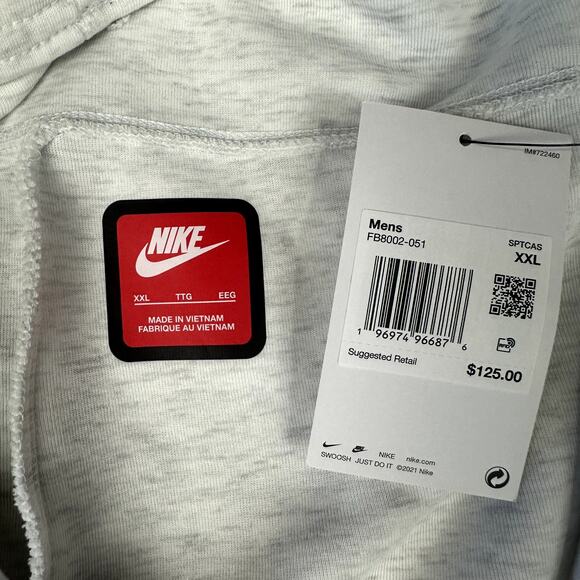 NIKE
XXL TTG EEG
MADE IN VIETNAM
FABRIQUE AU VIETNAM
IM#722460
Mens
FB8002-051
SPTCAS
XXL
1 96974 96687 6
Suggested Retail
$125.00
NIKE nike.com
SWOOSH JUST DO IT ©2021 Nike